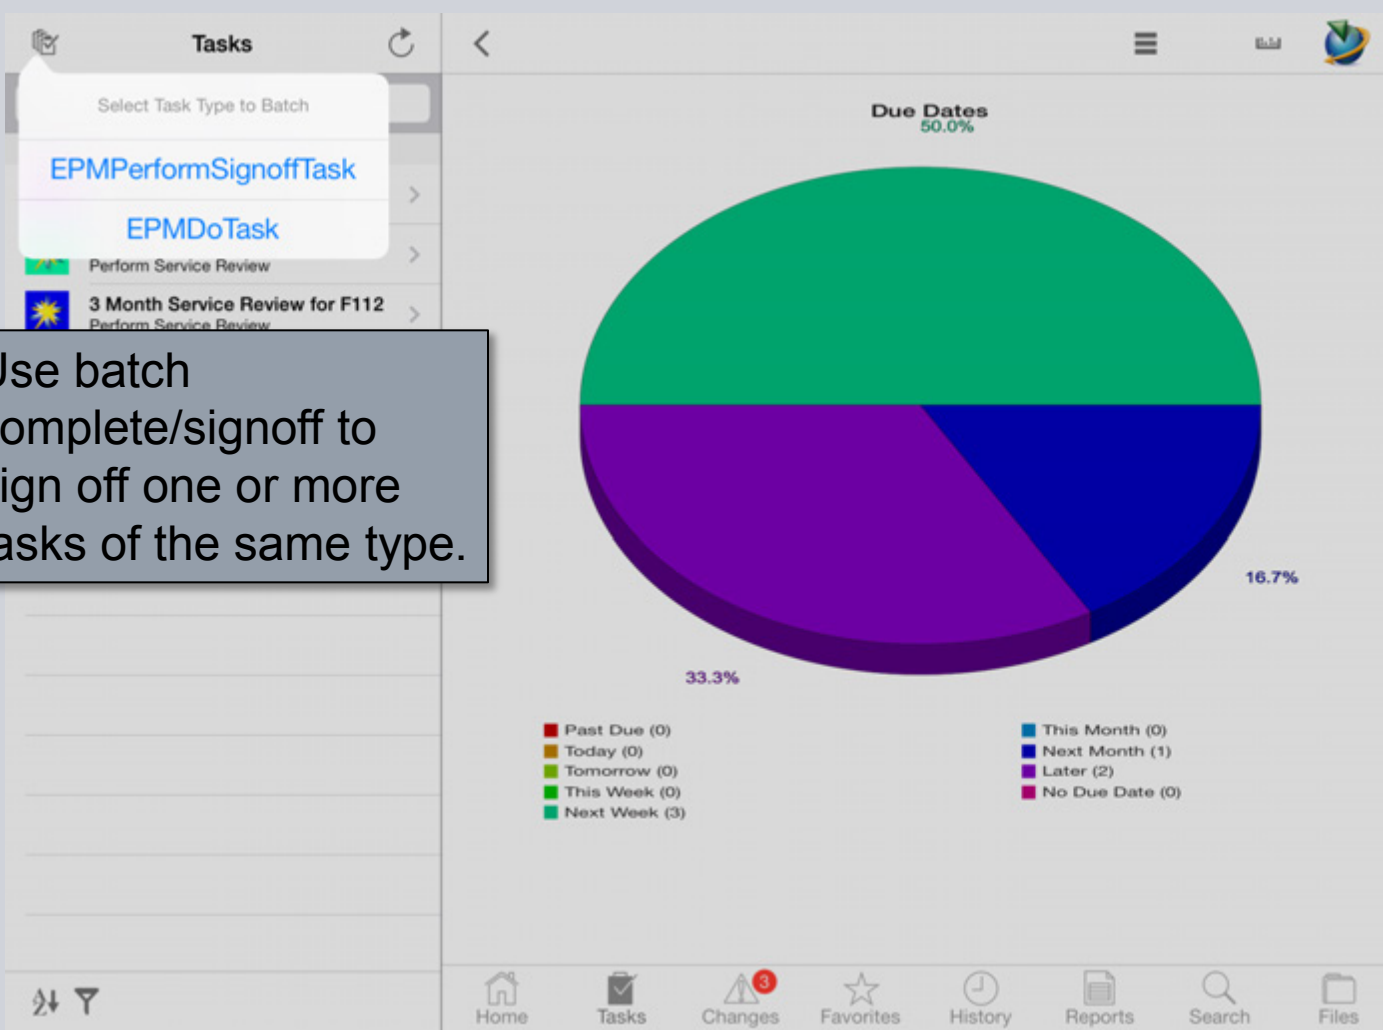 Tasks
Select Task Type to Batch
EPMPerformSignoffTask
EPMDoTask
Perform Service Review
3 Month Service Review for F112
Perform Service Review
Use batch
omplete/signoff to
ign off one or more
asks of the same type.
Due Dates
50.0%
16.7%
33.3%
Past Due (0)
Today (0)
Tomorrow (0)
This Week (0)
Next Week (3)
This Month (0)
Next Month (1)
Later (2)
No Due Date (0)
3
Home
Tasks
Changes
Favorites
History
Reports
Search
Files